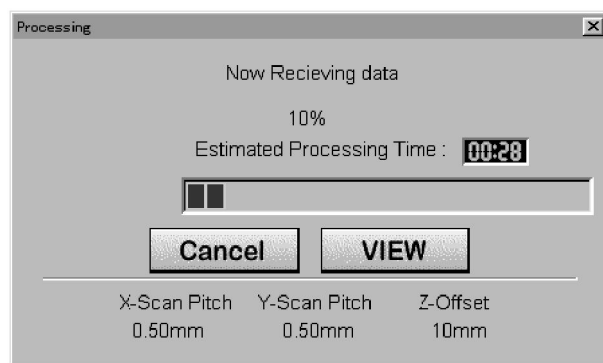 Processing
Now Recieving data
10%
Estimated Processing Time : 00:28
Cancel VIEW
X-Scan Pitch Y-Scan Pitch Z-Offset
0.50mm 0.50mm 10mm